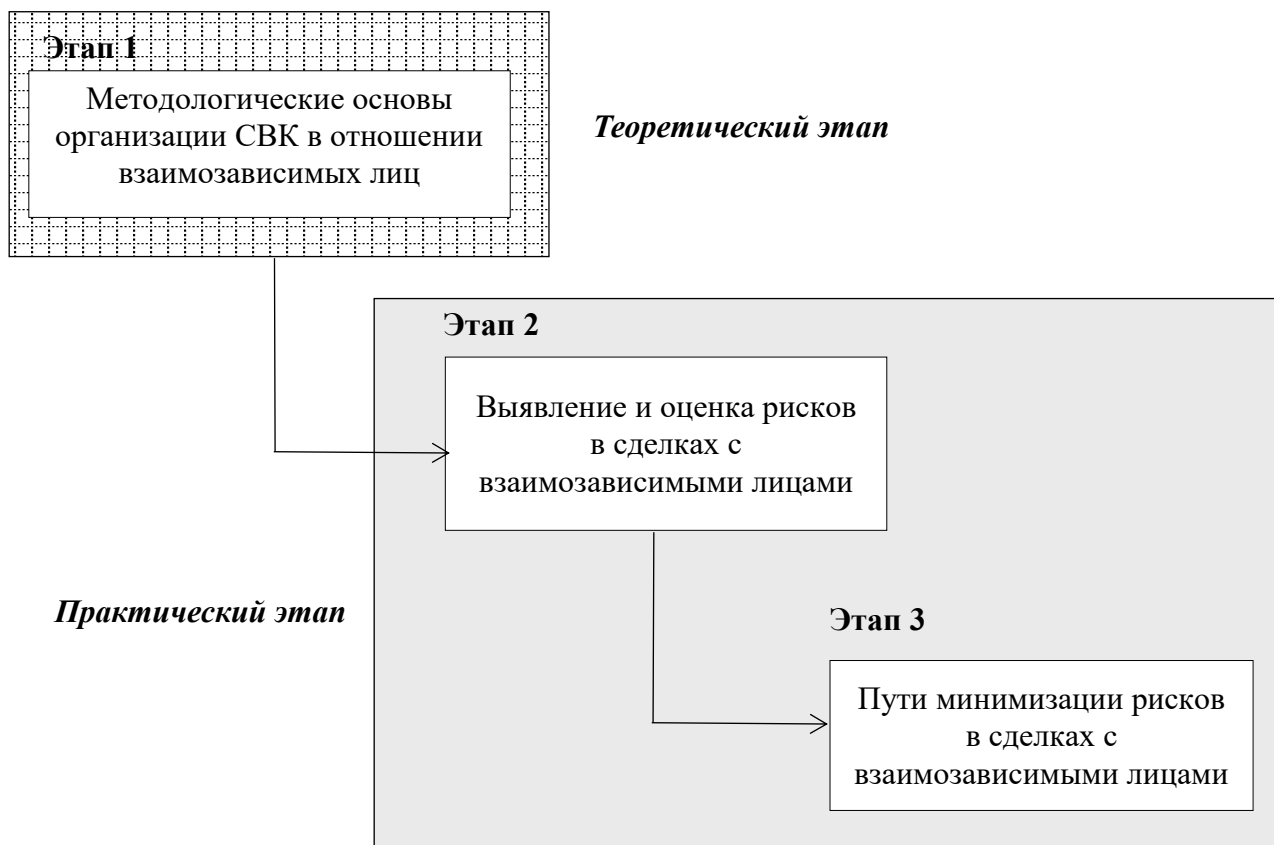 Этап 1
Методологические основы
организации СВК в отношении
взаимозависимых лиц
Теоретический этап
Этап 2
Выявление и оценка рисков
в сделках с
взаимозависимыми лицами
Практический этап
Этап 3
Пути минимизации рисков
в сделках с
взаимозависимыми лицами